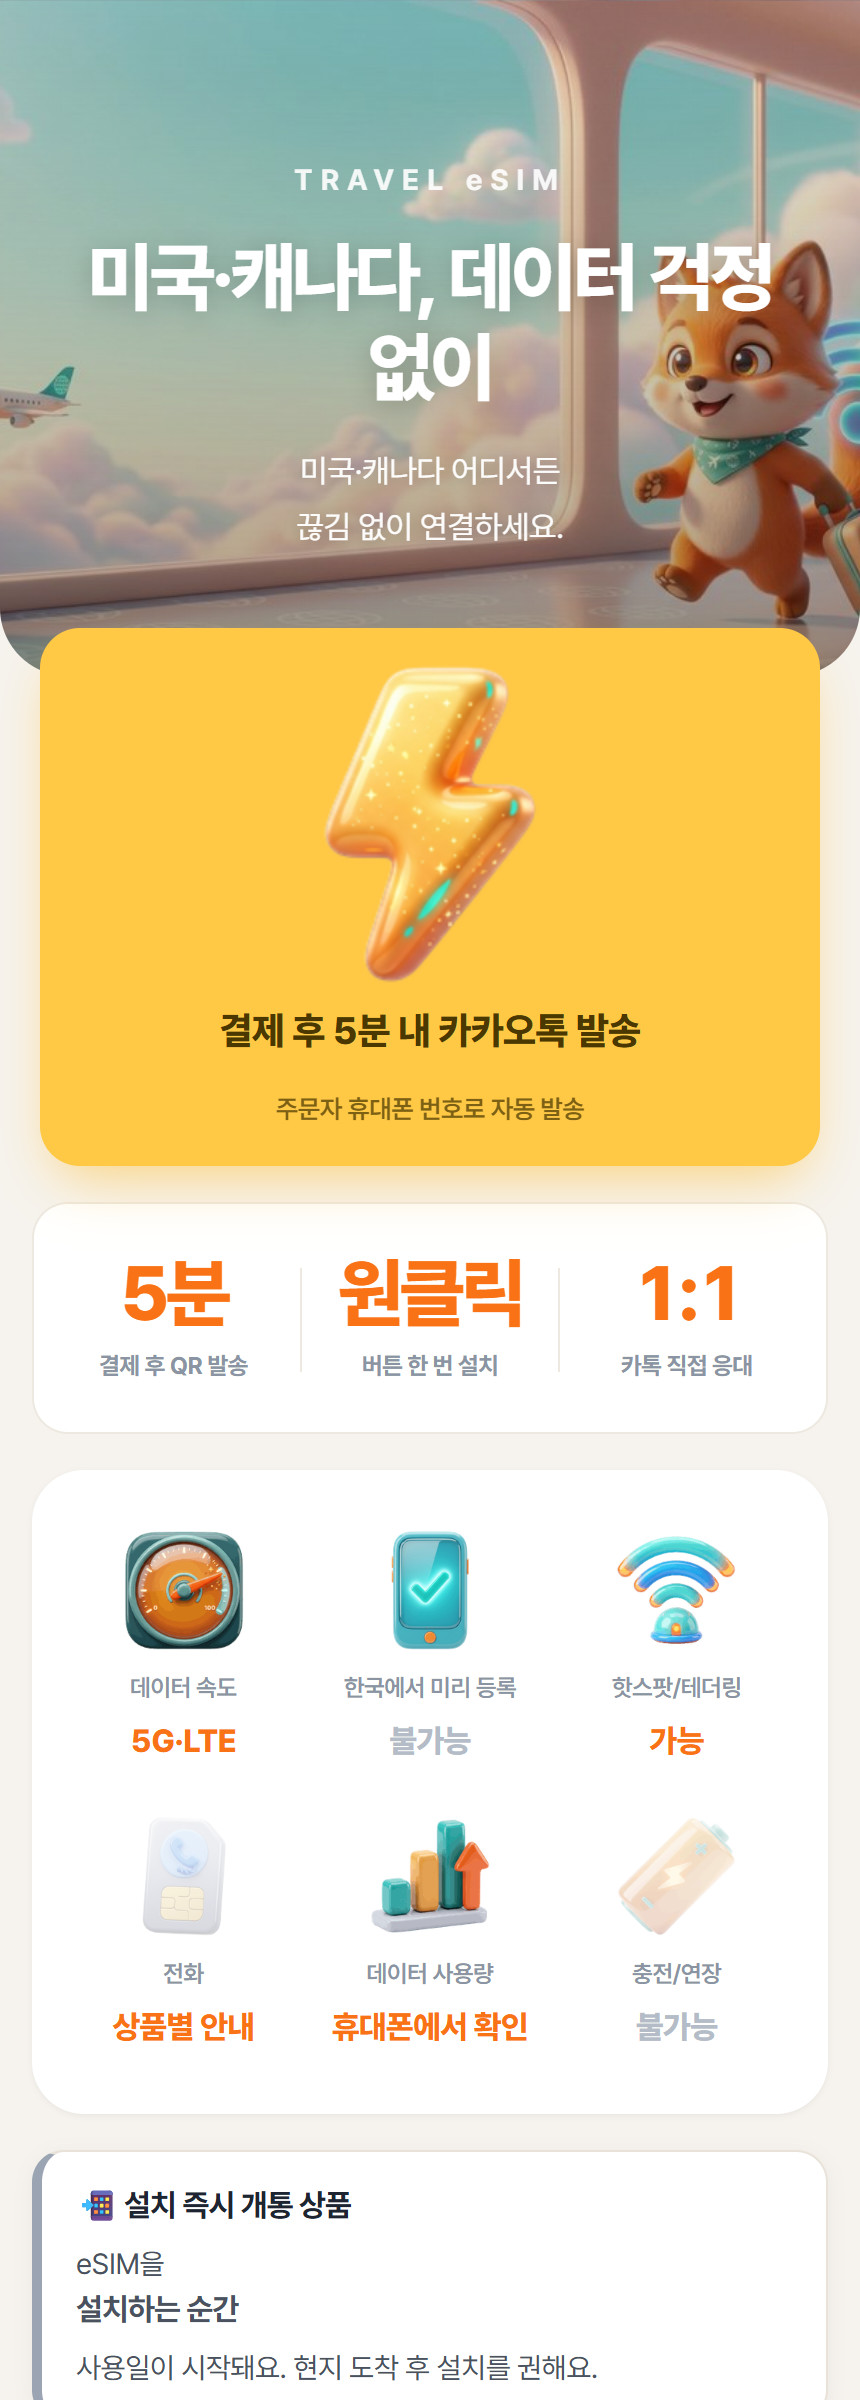 TRAVEL eSIM
미국·캐나다, 데이터 걱정
없이
미국·캐나다 어디서든
끊김 없이 연결하세요.
결제 후 5분 내 카카오톡 발송
주문자 휴대폰 번호로 자동 발송
5분
결제 후 QR 발송
원클릭
버튼 한 번 설치
1:1
카톡 직접 응대
데이터 속도
5G·LTE
한국에서 미리 등록
불가능
핫스팟/테더링
가능
전화
상품별 안내
데이터 사용량
휴대폰에서 확인
충전/연장
불가능
설치 즉시 개통 상품
eSIM을
설치하는 순간
사용일이 시작돼요. 현지 도착 후 설치를 권해요.